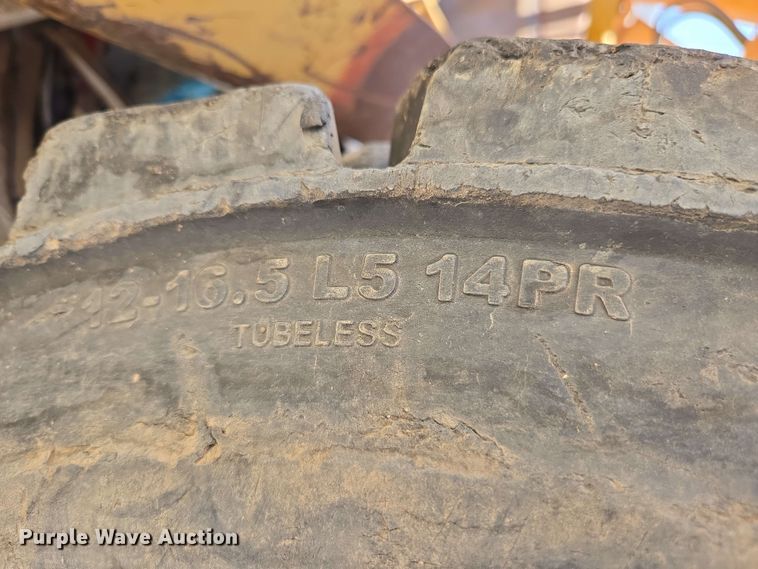 12-16.5 L5 14PR
TUBELESS
Purple Wave Auction